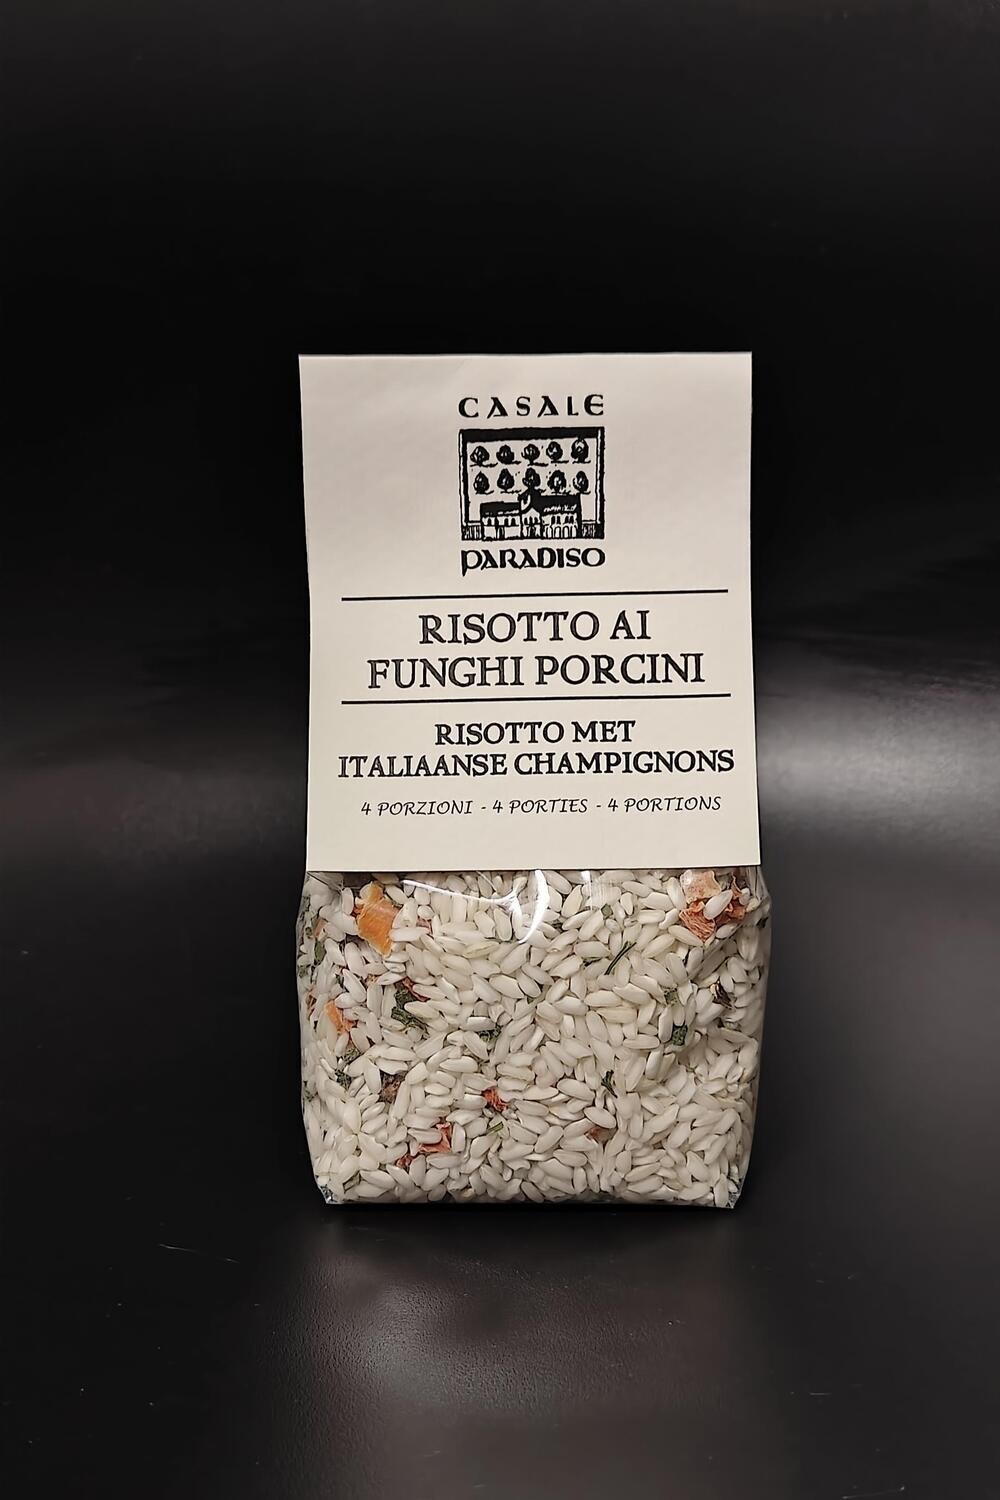 CASALE
PARADISO
RISOTTO AI
FUNGHI PORCINI
RISOTTO MET
ITALIAANSE CHAMPIGNONS
4 PORZIONI - 4 PORTIES - 4 PORTIONS